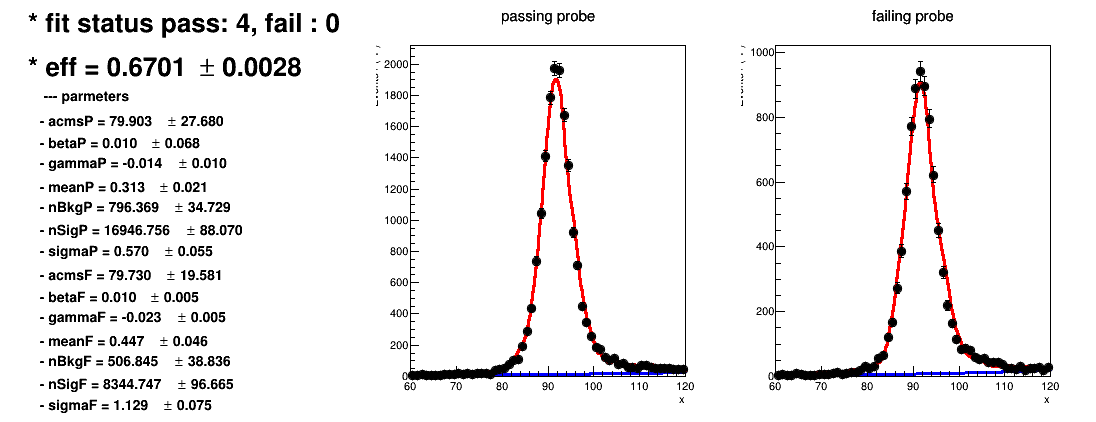 * fit status pass: 4, fail : 0
* eff = 0.6701 ± 0.0028
--- parmeters
- acmsP = 79.903 ± 27.680
- betaP = 0.010 ± 0.068
- gammaP = -0.014 ± 0.010
- meanP = 0.313 ± 0.021
- nBkgP = 796.369 ± 34.729
- nSigP = 16946.756 ± 88.070
- sigmaP = 0.570 ± 0.055
- acmsF = 79.730 ± 19.581
- betaF = 0.010 ± 0.005
- gammaF = -0.023 ± 0.005
- meanF = 0.447 ± 0.046
- nBkgF = 506.845 ± 38.836
- nSigF = 8344.747 ± 96.665
- sigmaF = 1.129 ± 0.075
passing probe
2000
1800
1600
1400
1200
1000
800
600
400
200
0
60 70 80 90 100 110 120
x
failing probe
1000
800
600
400
200
0
60 70 80 90 100 110 120
x